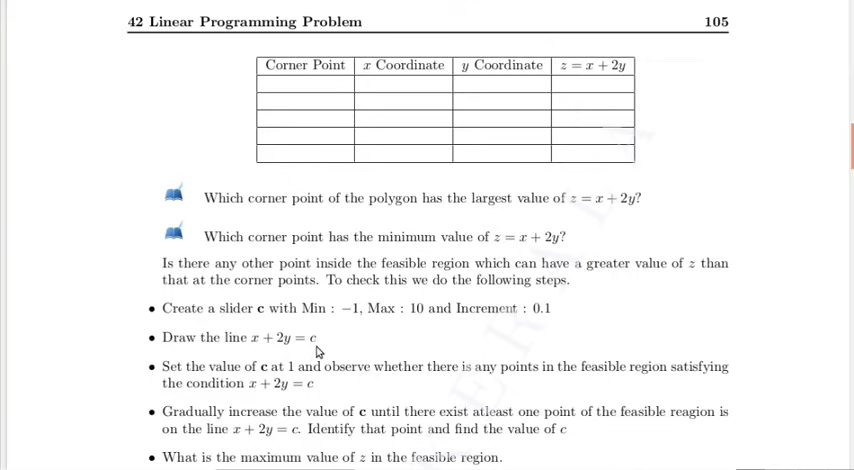 42 Linear Programming Problem 105
Corner Point x Coordinate y Coordinate z = x + 2y
Which corner point of the polygon has the largest value of z = x + 2y?
Which corner point has the minimum value of z = x + 2y?
Is there any other point inside the feasible region which can have a greater value of z than
that at the corner points. To check this we do the following steps.
• Create a slider c with Min : −1, Max : 10 and Increment : 0.1
• Draw the line x + 2y = c
• Set the value of c at 1 and observe whether there is any points in the feasible region satisfying
the condition x + 2y = c
• Gradually increase the value of c until there exist atleast one point of the feasible reagion is
on the line x + 2y = c. Identify that point and find the value of c
• What is the maximum value of z in the feasible region.